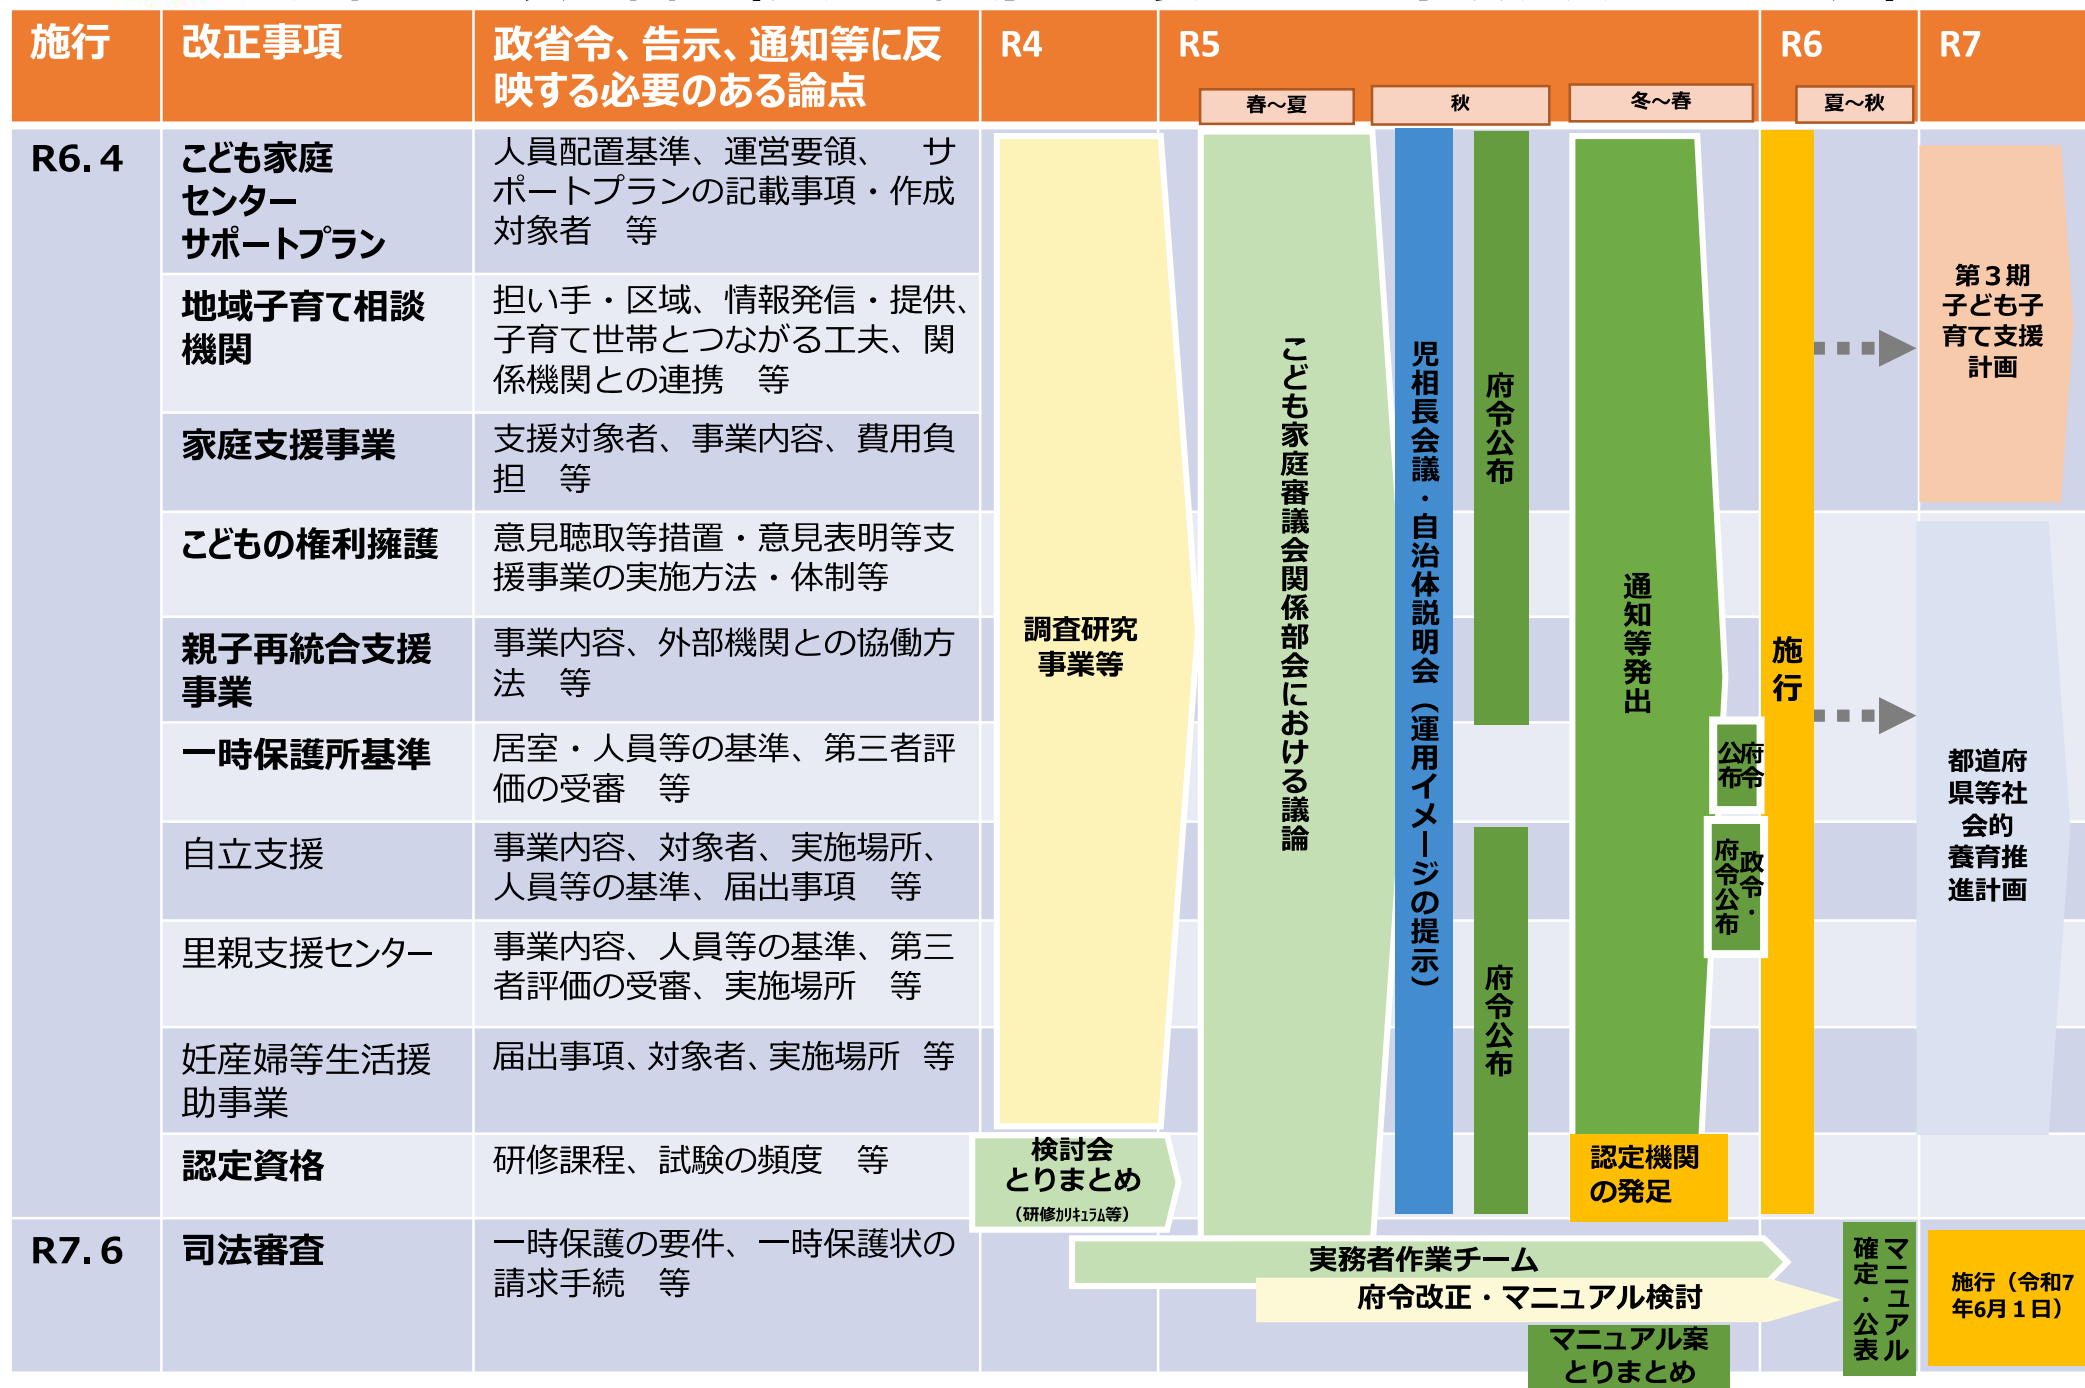 施行
改正事項
政省令、告示、通知等に反
映する必要のある論点
R4
R5
R6
R7
春～夏
秋
冬～春
夏～秋
R6.4
こども家庭
センター
サポートプラン
人員配置基準、運営要領、　サ
ポートプランの記載事項・作成
対象者　等
地域子育て相談
機関
担い手・区域、情報発信・提供、
子育て世帯とつながる工夫、関
係機関との連携　等
家庭支援事業
支援対象者、事業内容、費用負
担　等
こどもの権利擁護
意見聴取等措置・意見表明等支
援事業の実施方法・体制等
親子再統合支援
事業
事業内容、外部機関との協働方
法　等
一時保護所基準
居室・人員等の基準、第三者評
価の受審　等
自立支援
事業内容、対象者、実施場所、
人員等の基準、届出事項　等
里親支援センター
事業内容、人員等の基準、第三
者評価の受審、実施場所　等
妊産婦等生活援
助事業
届出事項、対象者、実施場所　等
認定資格
研修課程、試験の頻度　等
調査研究
事業等
検討会
とりまとめ
（研修ｶﾘｷｭﾗﾑ等）
こども家庭審議会関係部会における議論
児相長会議・自治体説明会（運用イメージの提示）
府令公布
府令公布
通知等発出
府令
公布
政令・
府令公布
認定機関
の発足
施行
第３期
子ども子
育て支援
計画
都道府
県等社
会的
養育推
進計画
R7.6
司法審査
一時保護の要件、一時保護状の
請求手続　等
実務者作業チーム
府令改正・マニュアル検討
マニュアル案
とりまとめ
マニュアル
確定・公表
施行（令和7
年6月１日）